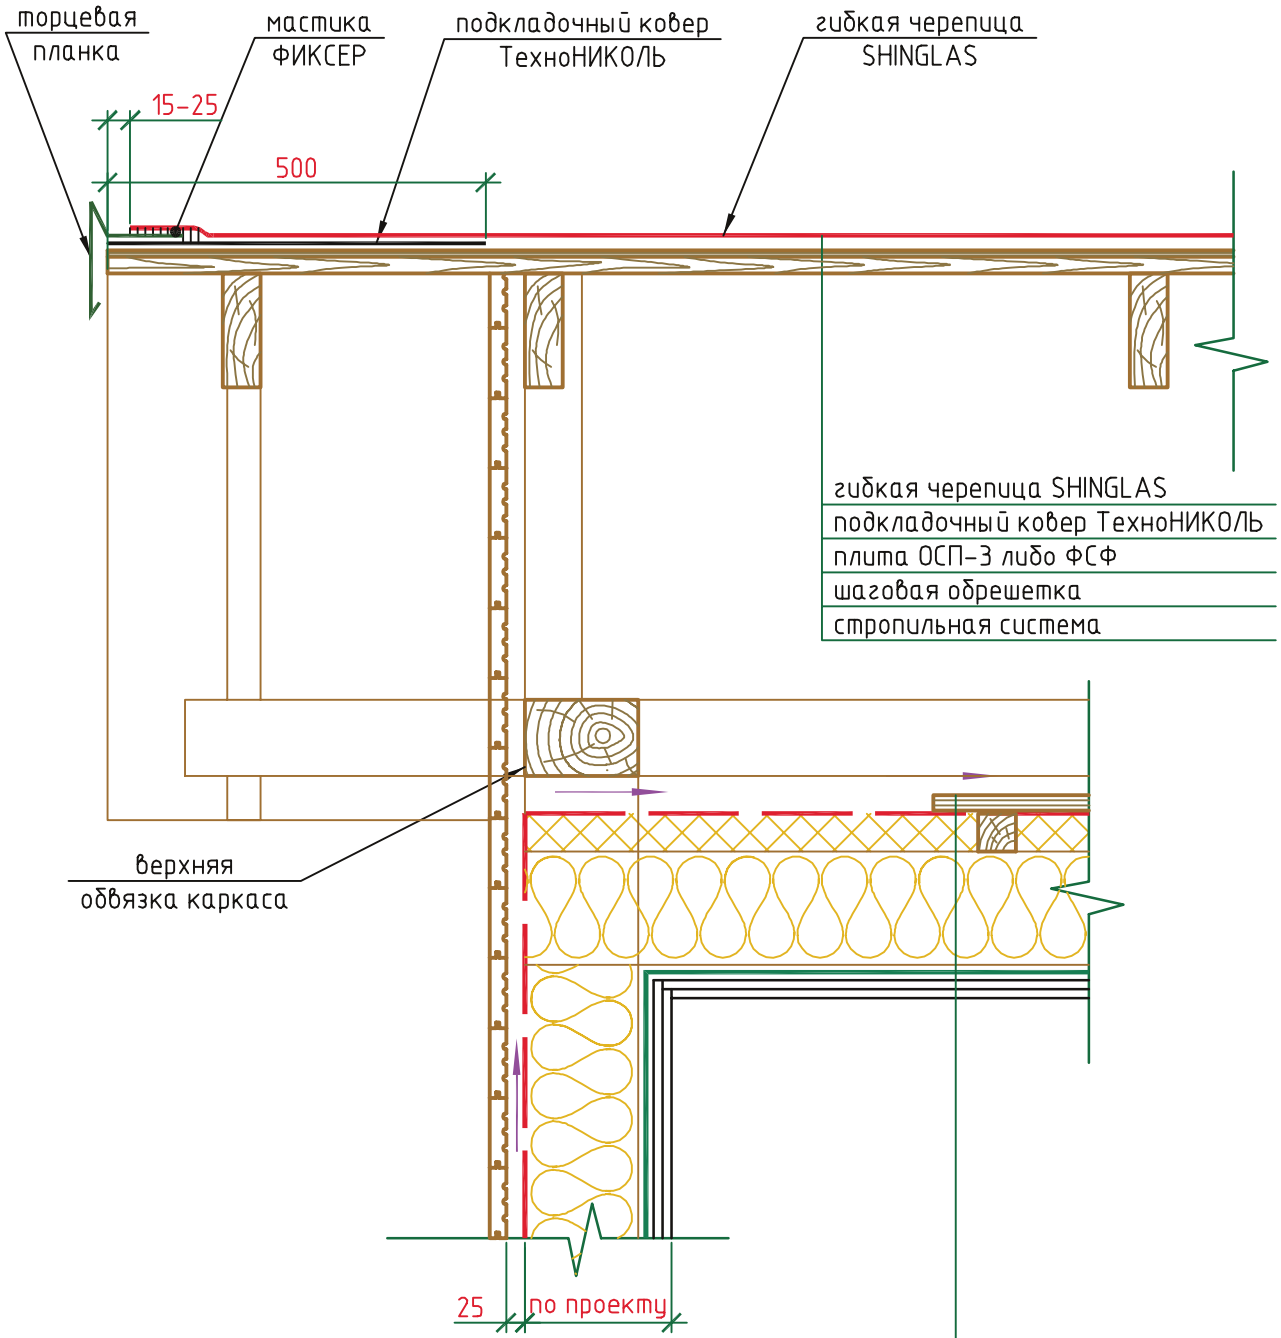 торцевая
планка
мастика
ФИКСЕР
подкладочный ковер
ТехноНИКОЛЬ
гибкая черепица
SHINGLAS
15-25
500
гибкая черепица SHINGLAS
подкладочный ковер ТехноНИКОЛЬ
плита ОСП-3 либо ФСФ
шаговая обрешетка
стропильная система
верхняя
обвязка каркаса
25
по проекту